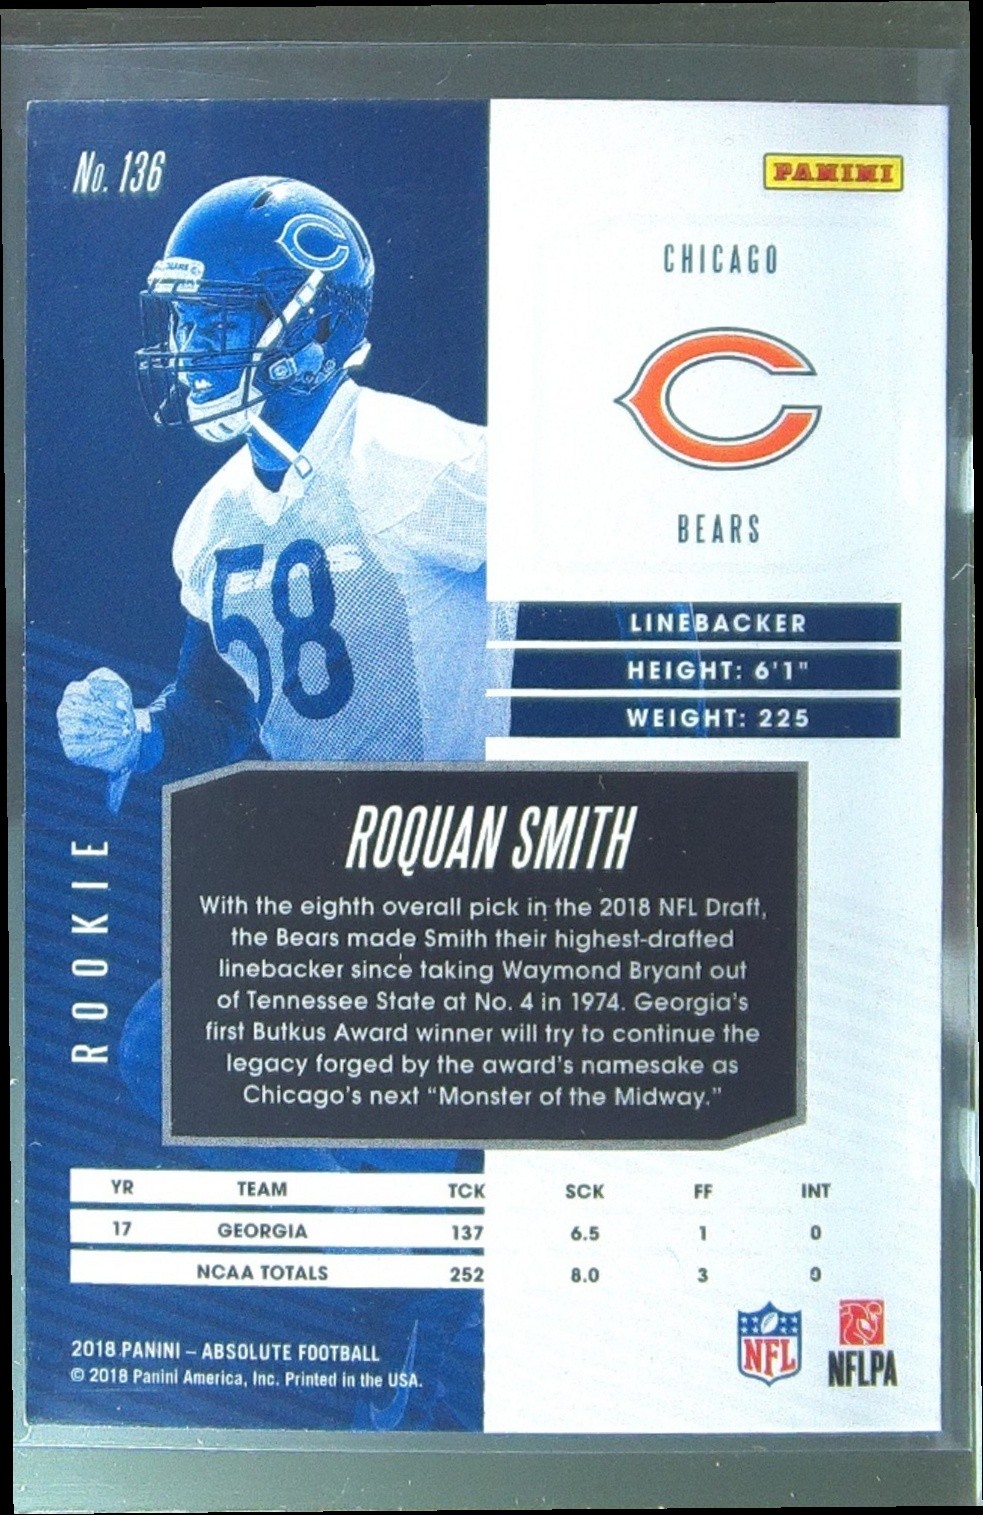 No. 136
PANINI
CHICAGO
BEARS
58
LINEBACKER
HEIGHT: 6'1"
WEIGHT: 225
ROOKIE
ROQUAN SMITH
With the eighth overall pick in the 2018 NFL Draft,
the Bears made Smith their highest-drafted
linebacker since taking Waymond Bryant out
of Tennessee State at No. 4 in 1974. Georgia's
first Butkus Award winner will try to continue the
legacy forged by the award's namesake as
Chicago's next “Monster of the Midway.”
YR TEAM TCK SCK FF INT
17 GEORGIA 137 6.5 1 0
NCAA TOTALS 252 8.0 3 0
2018 PANINI – ABSOLUTE FOOTBALL
© 2018 Panini America, Inc. Printed in the USA.
NFL
NFLPA